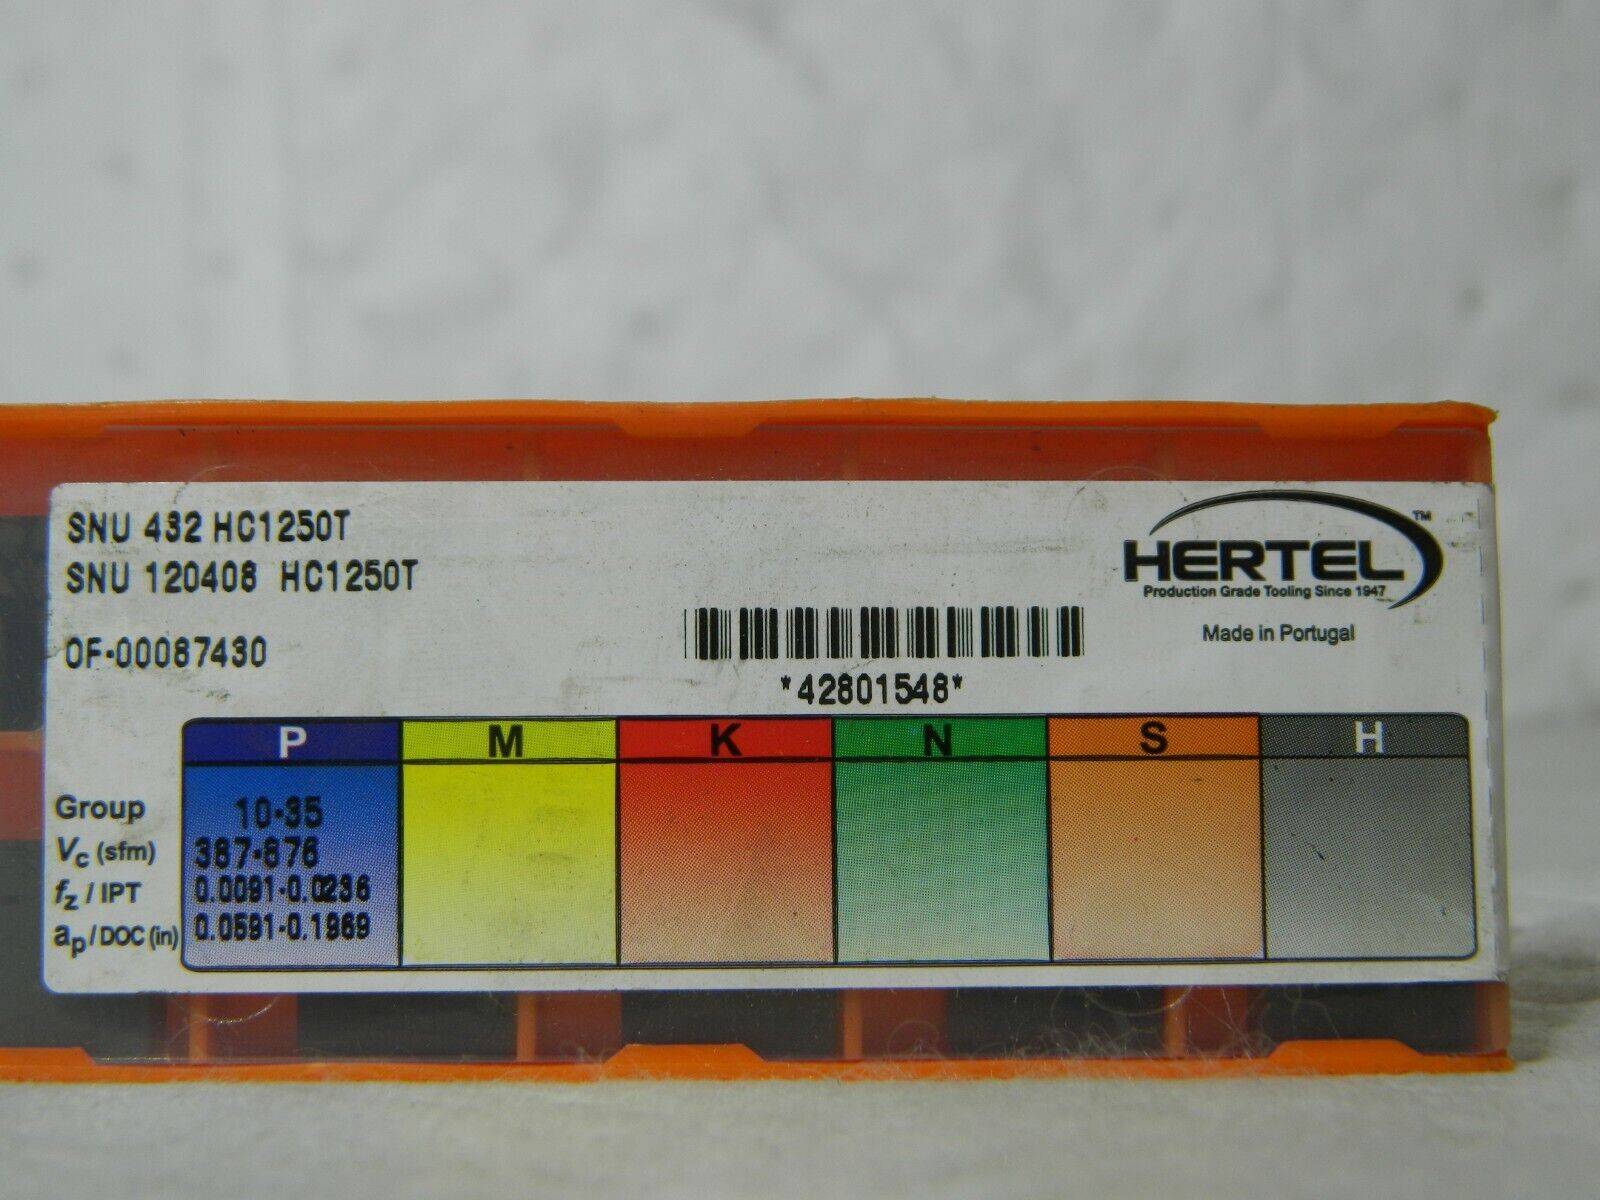 SNU 432 HC1250T
SNU 120408 HC1250T
OF-00087430
HERTEL™
Production Grade Tooling Since 1947
Made in Portugal
*42801548*
P M K N S H
Group 10-35
Vc (sfm) 387-876
fz / IPT 0.0091-0.0236
ap / DOC (in) 0.0591-0.1969